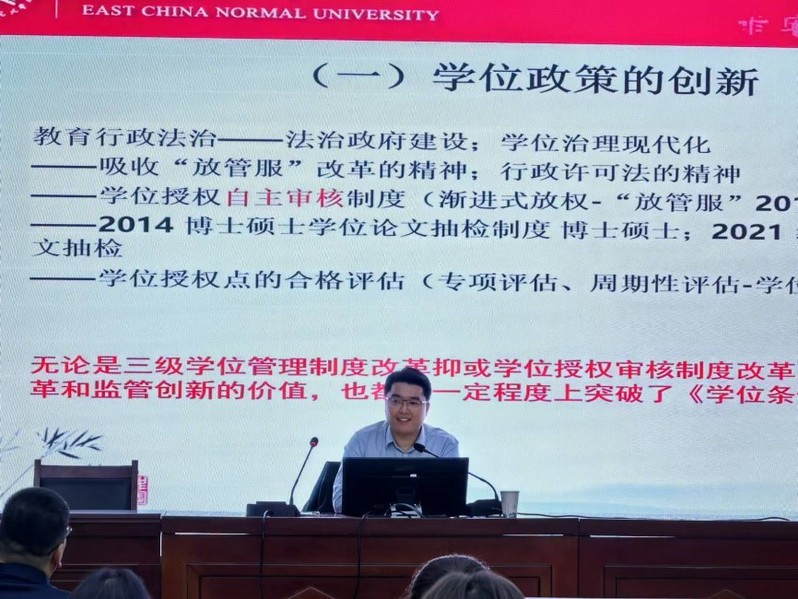 EAST CHINA NORMAL UNIVERSITY
（一）学位政策的创新
教育行政法治——法治政府建设；学位治理现代化
——吸收“放管服”改革的精神；行政许可法的精神
——学位授权自主审核制度（渐进式放权-“放管服”201
——2014 博士硕士学位论文抽检制度 博士硕士；2021
文抽检
——学位授权点的合格评估（专项评估、周期性评估-学位
无论是三级学位管理制度改革抑或学位授权审核制度改革
革和监管创新的价值，也都一定程度上突破了《学位条